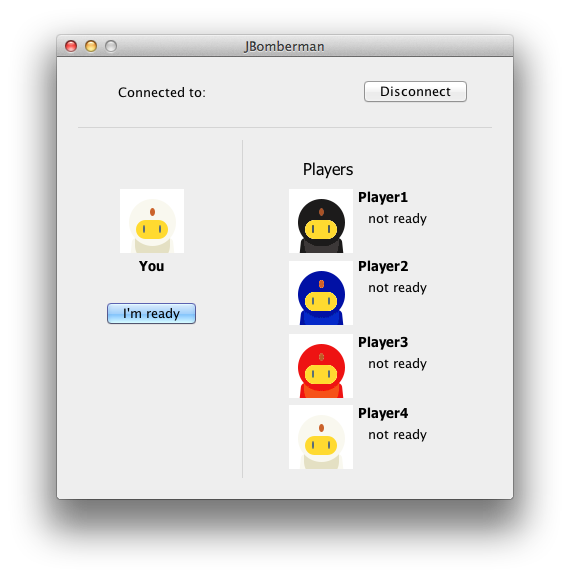 JBomberman
Connected to:
Disconnect
You
I'm ready
Players
Player1
not ready
Player2
not ready
Player3
not ready
Player4
not ready